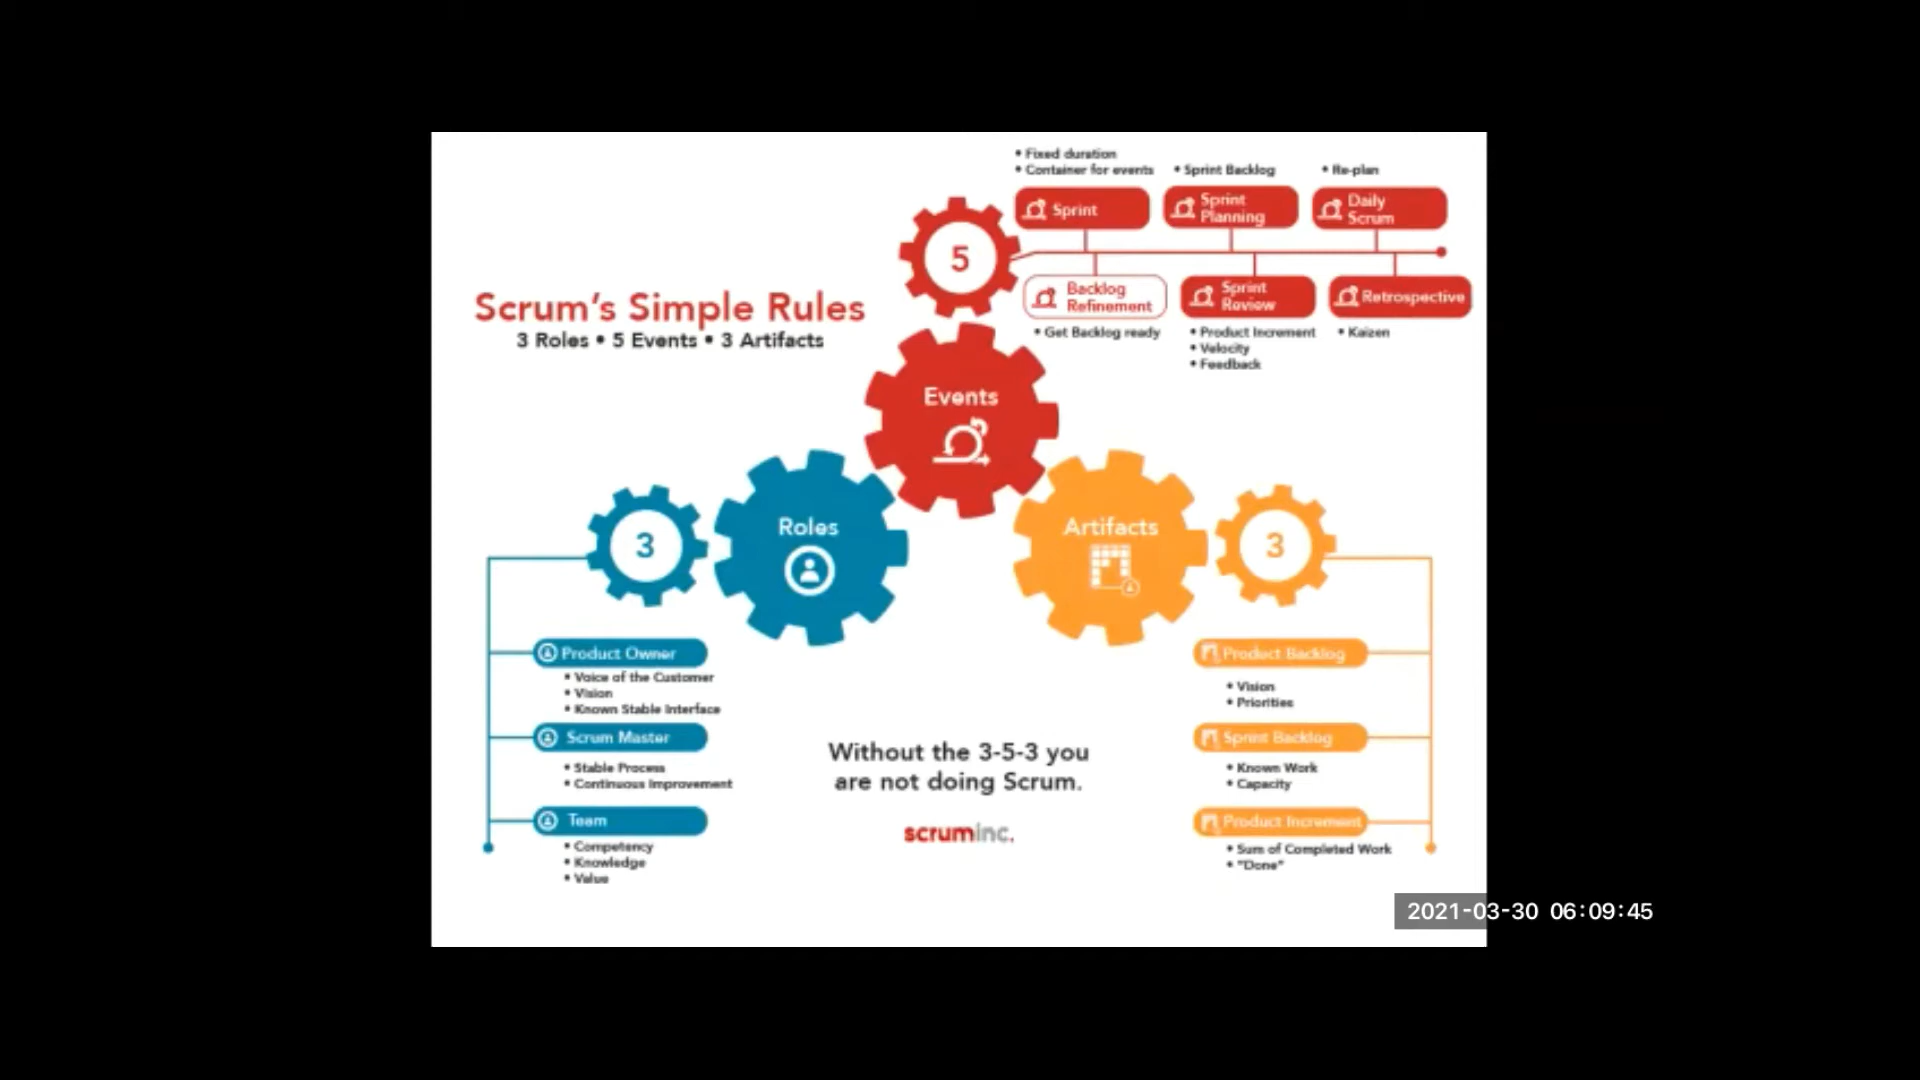 • Fixed duration
• Container for events
• Sprint Backlog
• Re-plan
Sprint
Sprint
Planning
Daily
Scrum
5
Backlog
Refinement
Sprint
Review
Retrospective
• Get Backlog ready
• Product Increment
• Velocity
• Feedback
• Kaizen
Scrum's Simple Rules
3 Roles • 5 Events • 3 Artifacts
Events
Roles
3
Artifacts
3
Product Owner
• Voice of the Customer
• Vision
• Known Stable Interface
Scrum Master
• Stable Process
• Continuous Improvement
Team
• Competency
• Knowledge
• Value
Without the 3-5-3 you
are not doing Scrum.
scruminc.
Product Backlog
• Vision
• Priorities
Sprint Backlog
• Known Work
• Capacity
Product Increment
• Sum of Completed Work
• "Done"
2021-03-30 06:09:45